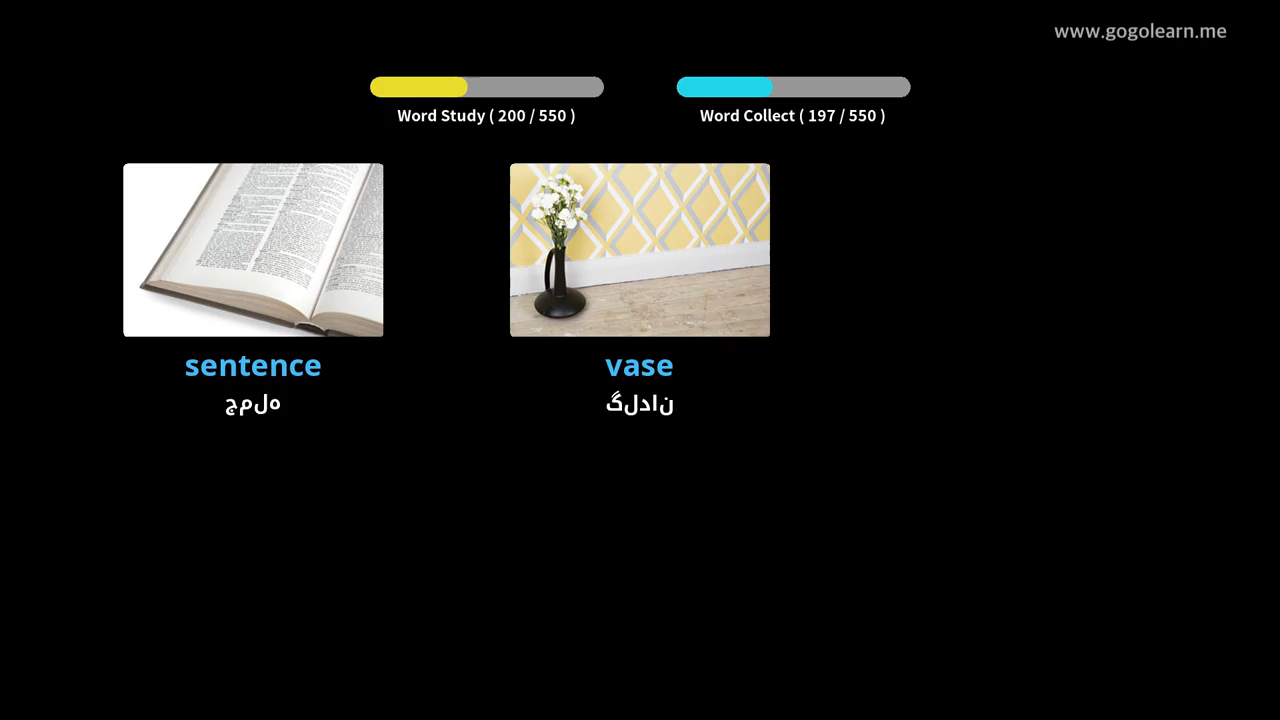 www.gogolearn.me
Word Study ( 200 / 550 )
Word Collect ( 197 / 550 )
sentence
جمله
vase
گلدان